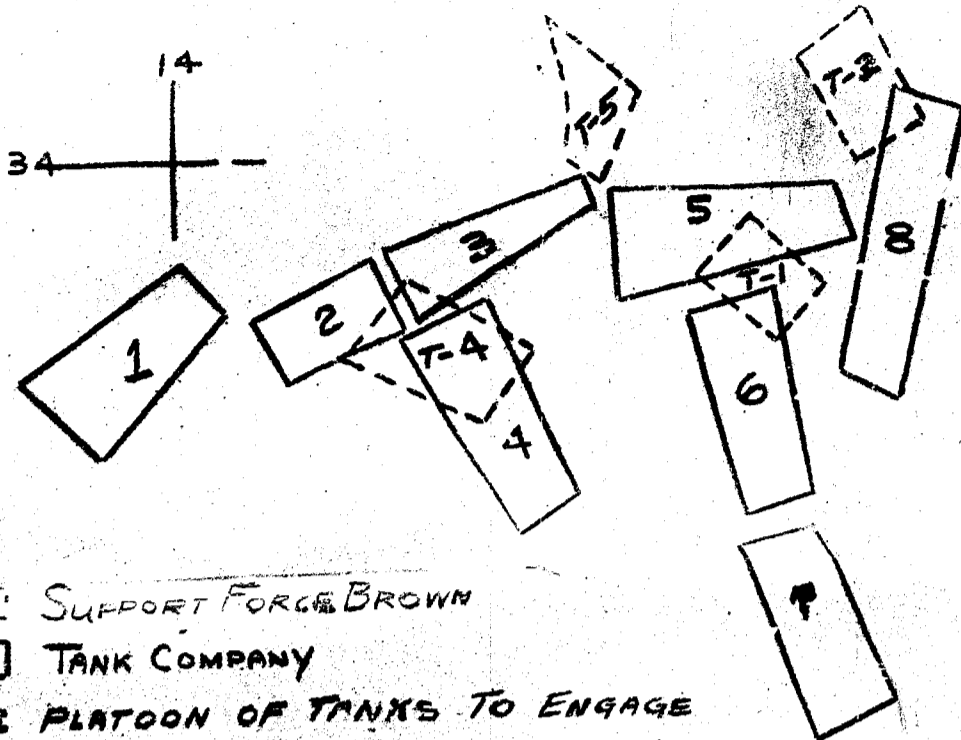 14
34
T-5
T-2
5
8
3
T-1
2
1
T-4
6
4
SUPPORT FORCE BROWN
TANK COMPANY
PLATOON OF TANKS TO ENGAGE